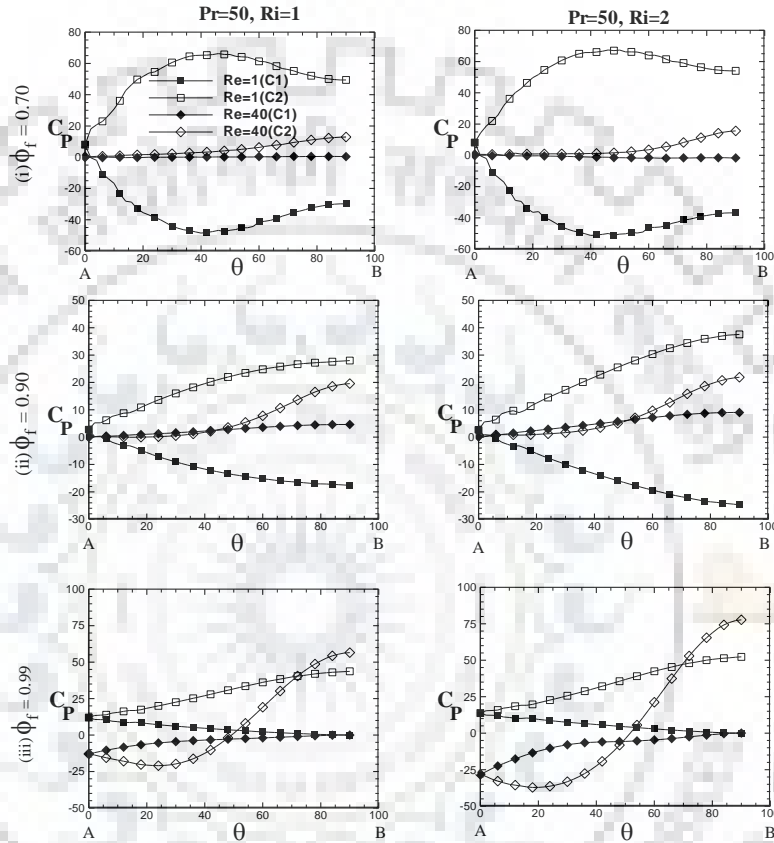 Pr=50, Ri=1
Pr=50, Ri=2
(i) ϕf = 0.70
CP
80
60
40
20
0
-20
-40
-60
Re=1(C1)
Re=1(C2)
Re=40(C1)
Re=40(C2)
0 20 40 60 80 100
A θ B
CP
80
60
40
20
0
-20
-40
-60
0 20 40 60 80 100
A θ B
(ii) ϕf = 0.90
CP
50
40
30
20
10
0
-10
-20
-30
0 20 40 60 80 100
A θ B
CP
50
40
30
20
10
0
-10
-20
-30
0 20 40 60 80 100
A θ B
(iii) ϕf = 0.99
CP
100
75
50
25
0
-25
-50
0 20 40 60 80 100
A θ B
CP
100
75
50
25
0
-25
-50
0 20 40 60 80 100
A θ B